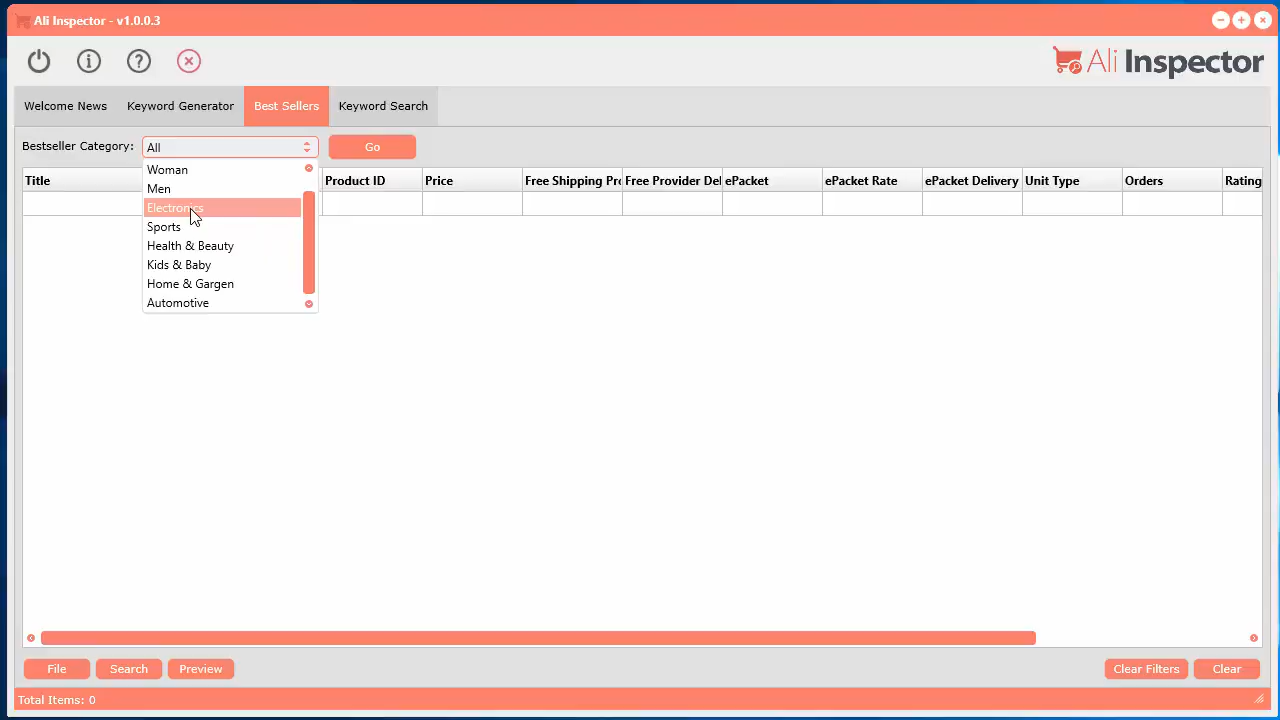 Ali Inspector - v1.0.0.3
Ali Inspector
Welcome News Keyword Generator Best Sellers Keyword Search
Bestseller Category: All Go
Title Product ID Price Free Shipping Pr Free Provider Del ePacket ePacket Rate ePacket Delivery Unit Type Orders Rating
Woman
Men
Electronics
Sports
Health & Beauty
Kids & Baby
Home & Gargen
Automotive
File Search Preview Clear Filters Clear
Total Items: 0